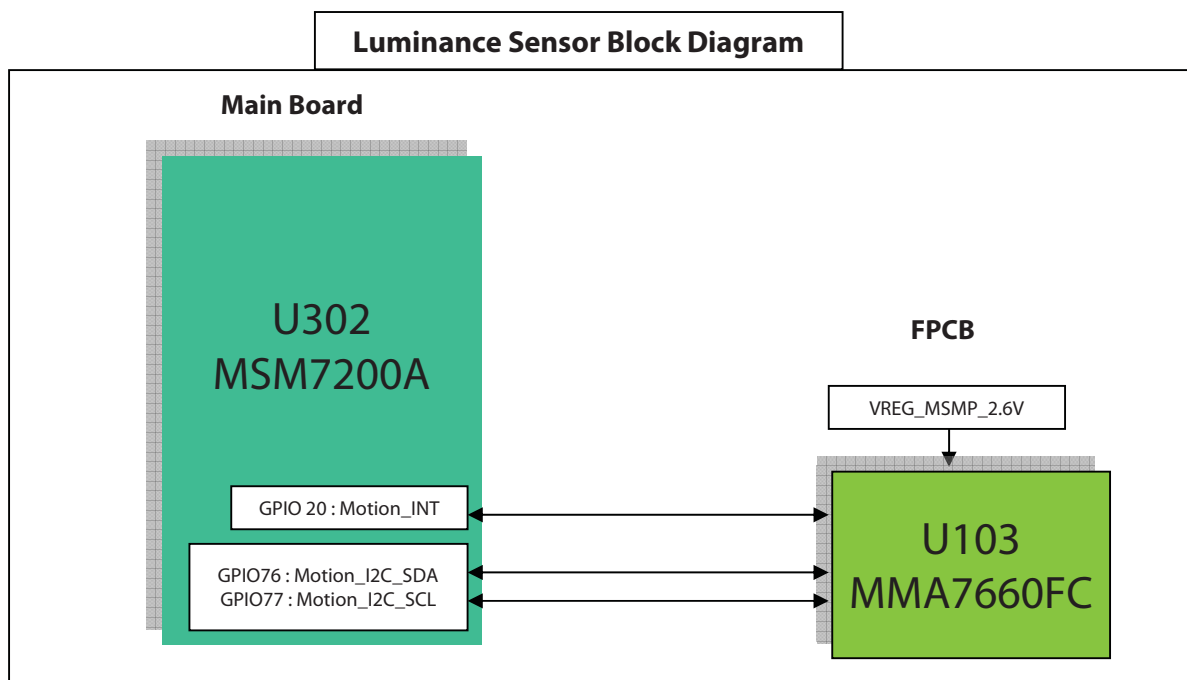 Luminance Sensor Block Diagram
Main Board
U302
MSM7200A
FPCB
VREG_MSMP_2.6V
GPIO 20 : Motion_INT
GPIO76 : Motion_I2C_SDA
GPIO77 : Motion_I2C_SCL
U103
MMA7660FC